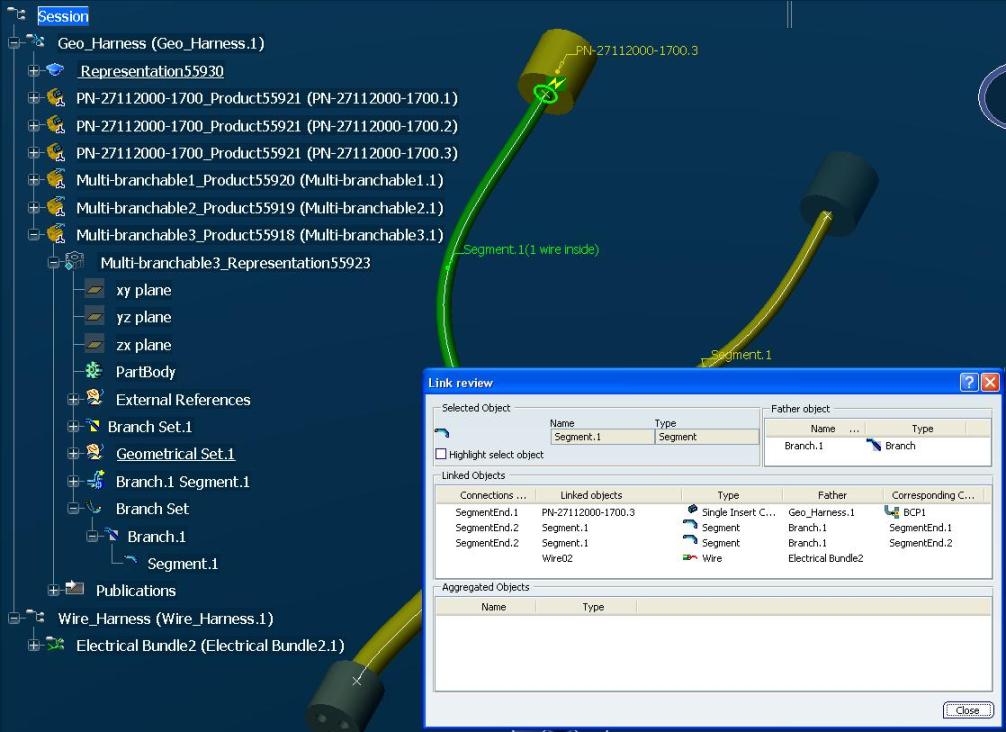 Session
Geo_Harness (Geo_Harness.1)
Representation55930
PN-27112000-1700_Product55921 (PN-27112000-1700.1)
PN-27112000-1700_Product55921 (PN-27112000-1700.2)
PN-27112000-1700_Product55921 (PN-27112000-1700.3)
Multi-branchable1_Product55920 (Multi-branchable1.1)
Multi-branchable2_Product55919 (Multi-branchable2.1)
Multi-branchable3_Product55918 (Multi-branchable3.1)
Multi-branchable3_Representation55923
xy plane
yz plane
zx plane
PartBody
External References
Branch Set.1
Geometrical Set.1
Branch.1 Segment.1
Branch Set
Branch.1
Segment.1
Publications
Wire_Harness (Wire_Harness.1)
Electrical Bundle2 (Electrical Bundle2.1)
PN-27112000-1700.3
Segment.1(1 wire inside)
Segment.1
Link review
Selected Object
Name Type
Segment.1 Segment
Highlight select object
Father object
Name ... Type
Branch.1 Branch
Linked Objects
Connections ... Linked objects Type Father Corresponding C...
SegmentEnd.1 PN-27112000-1700.3 Single Insert C... Geo_Harness.1 BCP1
SegmentEnd.2 Segment.1 Segment Branch.1 SegmentEnd.1
SegmentEnd.2 Segment.1 Segment Branch.1 SegmentEnd.2
Wire02 Wire Electrical Bundle2
Aggregated Objects
Name Type
Close